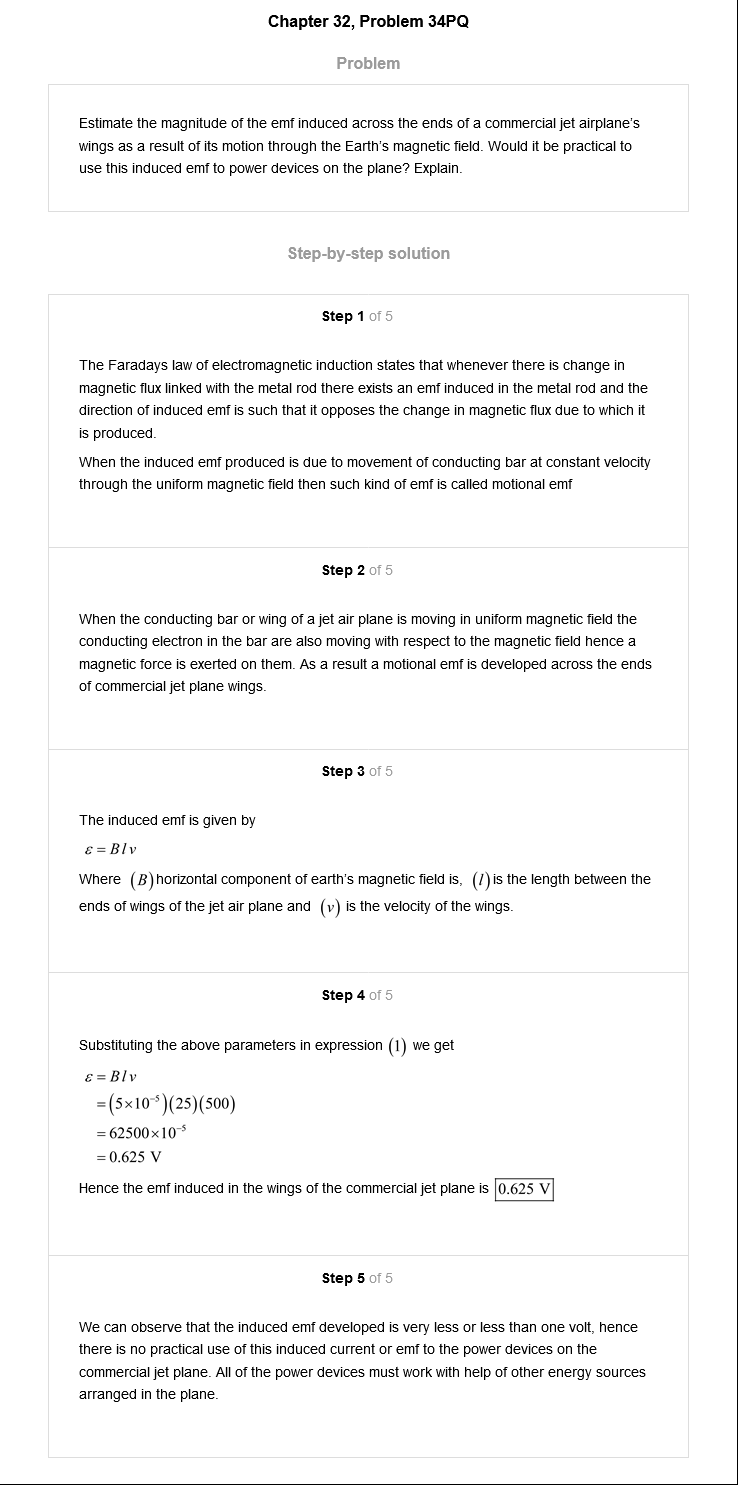 Chapter 32, Problem 34PQ
Problem
Estimate the magnitude of the emf induced across the ends of a commercial jet airplane's
wings as a result of its motion through the Earth's magnetic field. Would it be practical to
use this induced emf to power devices on the plane? Explain.
Step-by-step solution
Step 1 of 5
The Faradays law of electromagnetic induction states that whenever there is change in
magnetic flux linked with the metal rod there exists an emf induced in the metal rod and the
direction of induced emf is such that it opposes the change in magnetic flux due to which it
is produced.
When the induced emf produced is due to movement of conducting bar at constant velocity
through the uniform magnetic field then such kind of emf is called motional emf
Step 2 of 5
When the conducting bar or wing of a jet air plane is moving in uniform magnetic field the
conducting electron in the bar are also moving with respect to the magnetic field hence a
magnetic force is exerted on them. As a result a motional emf is developed across the ends
of commercial jet plane wings.
Step 3 of 5
The induced emf is given by
ε = B l v
Where (B) horizontal component of earth's magnetic field is, (l) is the length between the
ends of wings of the jet air plane and (v) is the velocity of the wings.
Step 4 of 5
Substituting the above parameters in expression (1) we get
ε = B l v
= (5×10⁻⁵)(25)(500)
= 62500×10⁻⁵
= 0.625 V
Hence the emf induced in the wings of the commercial jet plane is 0.625 V
Step 5 of 5
We can observe that the induced emf developed is very less or less than one volt, hence
there is no practical use of this induced current or emf to the power devices on the
commercial jet plane. All of the power devices must work with help of other energy sources
arranged in the plane.